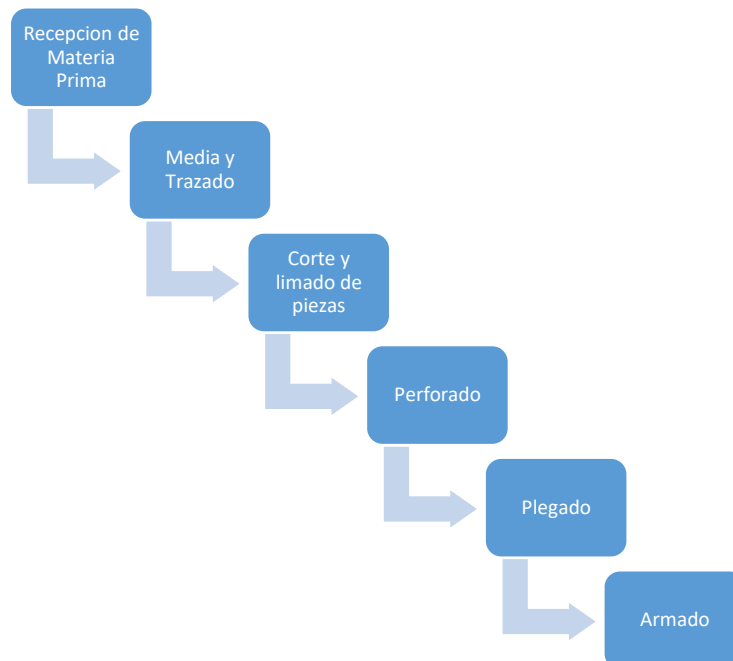 Recepcion de
Materia
Prima
Media y
Trazado
Corte y
limado de
piezas
Perforado
Plegado
Armado